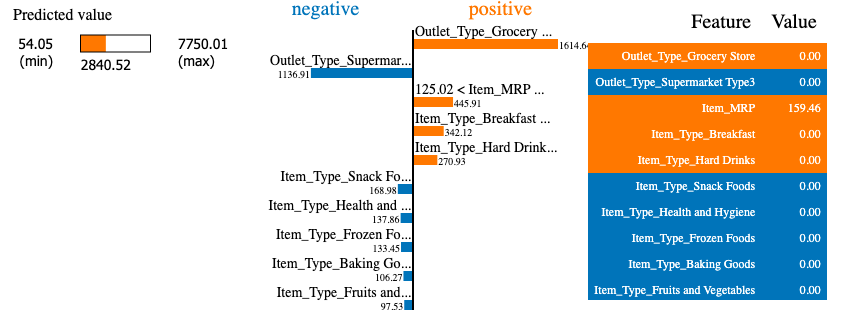 Predicted value
54.05
(min)
7750.01
(max)
2840.52
negative
positive
Outlet_Type_Grocery ...
1614.64
Outlet_Type_Supermar...
1136.91
125.02 < Item_MRP ...
445.91
Item_Type_Breakfast ...
342.12
Item_Type_Hard Drink...
270.93
Item_Type_Snack Fo...
168.98
Item_Type_Health and ...
137.86
Item_Type_Frozen Fo...
133.45
Item_Type_Baking Go...
106.27
Item_Type_Fruits and...
97.53
Feature Value
Outlet_Type_Grocery Store 0.00
Outlet_Type_Supermarket Type3 0.00
Item_MRP 159.46
Item_Type_Breakfast 0.00
Item_Type_Hard Drinks 0.00
Item_Type_Snack Foods 0.00
Item_Type_Health and Hygiene 0.00
Item_Type_Frozen Foods 0.00
Item_Type_Baking Goods 0.00
Item_Type_Fruits and Vegetables 0.00